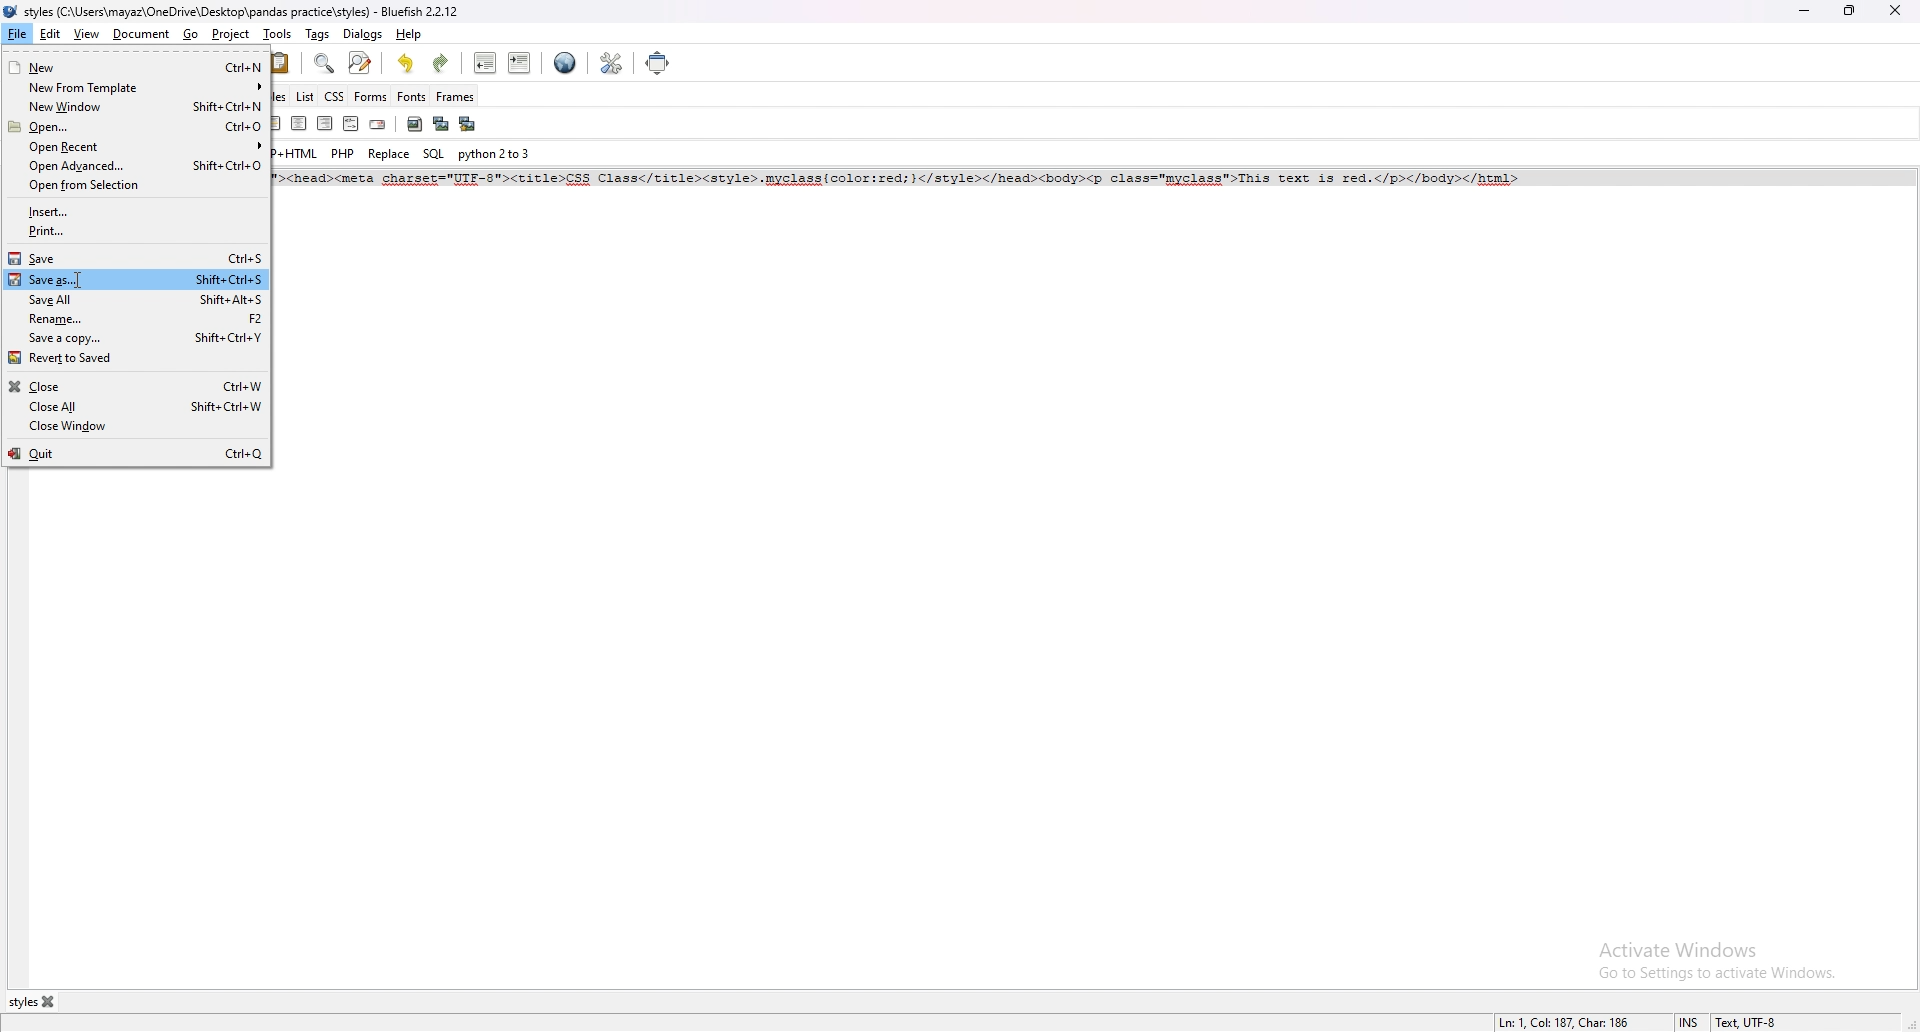 styles (C:\Users\mayaz\OneDrive\Desktop\pandas practice\styles) - Bluefish 2.2.12
File Edit View Document Go Project Tools Tags Dialogs Help
New Ctrl+N
New From Template
New Window Shift+Ctrl+N
Open... Ctrl+O
Open Recent
Open Advanced... Shift+Ctrl+O
Open from Selection
Insert...
Print...
Save Ctrl+S
Save as... Shift+Ctrl+S
Save All Shift+Alt+S
Rename... F2
Save a copy... Shift+Ctrl+Y
Revert to Saved
Close Ctrl+W
Close All Shift+Ctrl+W
Close Window
Quit Ctrl+Q
les List CSS Forms Fonts Frames
P+HTML PHP Replace SQL python 2 to 3
"><head><meta charset="UTF-8"><title>CSS Class</title><style>.myclass{color:red;}</style></head><body><p class="myclass">This text is red.</p></body></html>
Activate Windows
Go to Settings to activate Windows.
styles
Ln: 1, Col: 187, Char: 186 INS Text, UTF-8